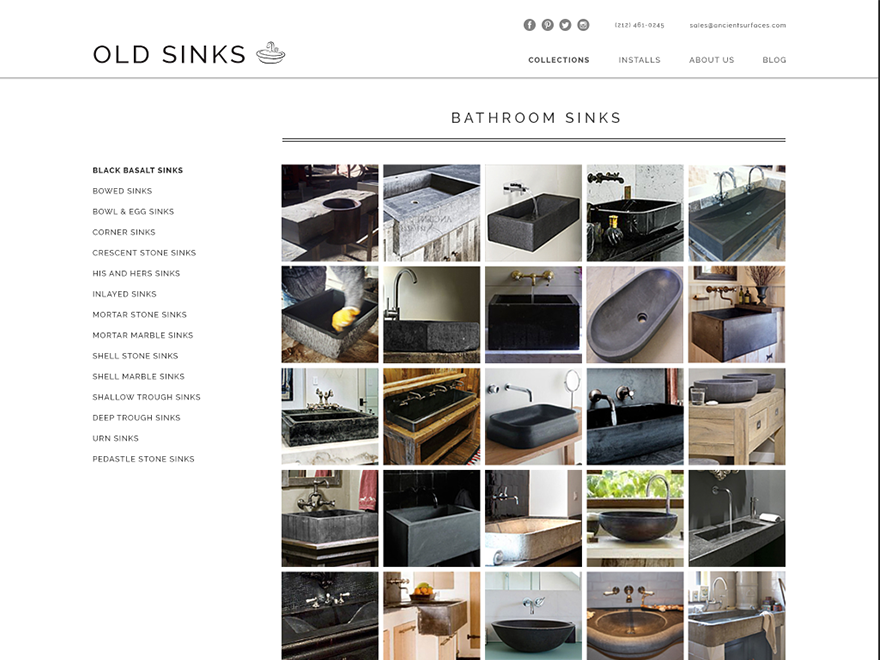 (212) 461-0245
sales@ancientsurfaces.com
OLD SINKS
COLLECTIONS
INSTALLS
ABOUT US
BLOG
BATHROOM SINKS
BLACK BASALT SINKS
BOWED SINKS
BOWL & EGG SINKS
CORNER SINKS
CRESCENT STONE SINKS
HIS AND HERS SINKS
INLAYED SINKS
MORTAR STONE SINKS
MORTAR MARBLE SINKS
SHELL STONE SINKS
SHELL MARBLE SINKS
SHALLOW TROUGH SINKS
DEEP TROUGH SINKS
URN SINKS
PEDASTLE STONE SINKS